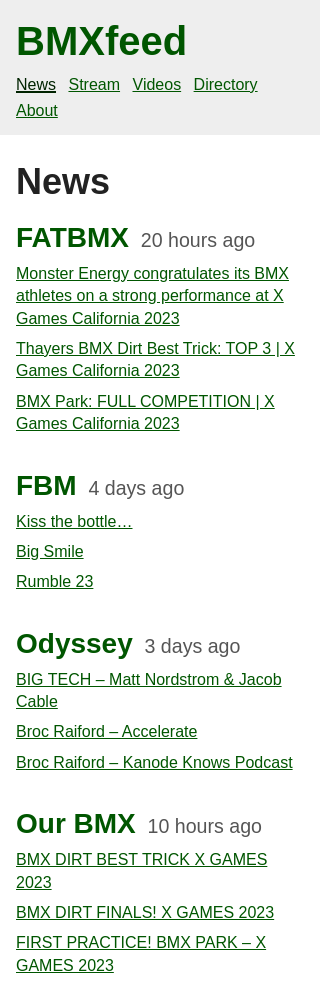 BMXfeed
News Stream Videos Directory
About
News
FATBMX 20 hours ago
Monster Energy congratulates its BMX
athletes on a strong performance at X
Games California 2023
Thayers BMX Dirt Best Trick: TOP 3 | X
Games California 2023
BMX Park: FULL COMPETITION | X
Games California 2023
FBM 4 days ago
Kiss the bottle…
Big Smile
Rumble 23
Odyssey 3 days ago
BIG TECH – Matt Nordstrom & Jacob
Cable
Broc Raiford – Accelerate
Broc Raiford – Kanode Knows Podcast
Our BMX 10 hours ago
BMX DIRT BEST TRICK X GAMES
2023
BMX DIRT FINALS! X GAMES 2023
FIRST PRACTICE! BMX PARK – X
GAMES 2023